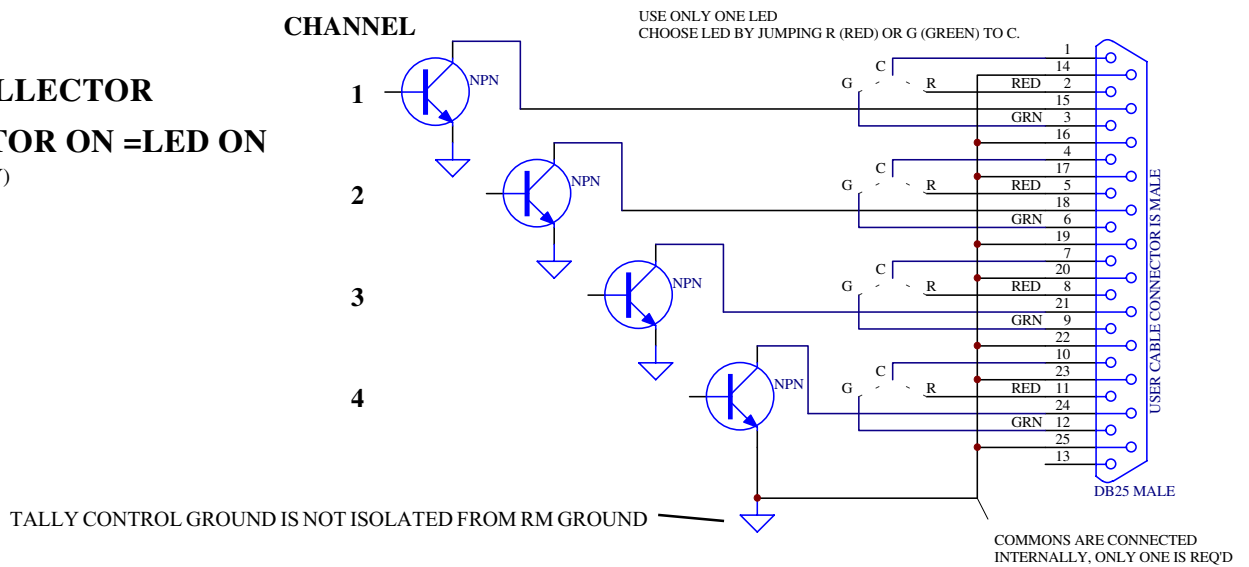 CHANNEL
USE ONLY ONE LED
CHOOSE LED BY JUMPING R (RED) OR G (GREEN) TO C.
LLECTOR
TOR ON =LED ON
)
1
NPN
2
NPN
3
NPN
4
NPN
C
G R
C
G R
C
G R
C
G R
1
14
RED 2
15
GRN 3
16
4
17
RED 5
18
GRN 6
19
7
20
RED 8
21
GRN 9
22
10
23
RED 11
24
GRN 12
25
13
USER CABLE CONNECTOR IS MALE
DB25 MALE
TALLY CONTROL GROUND IS NOT ISOLATED FROM RM GROUND
COMMONS ARE CONNECTED
INTERNALLY, ONLY ONE IS REQ'D